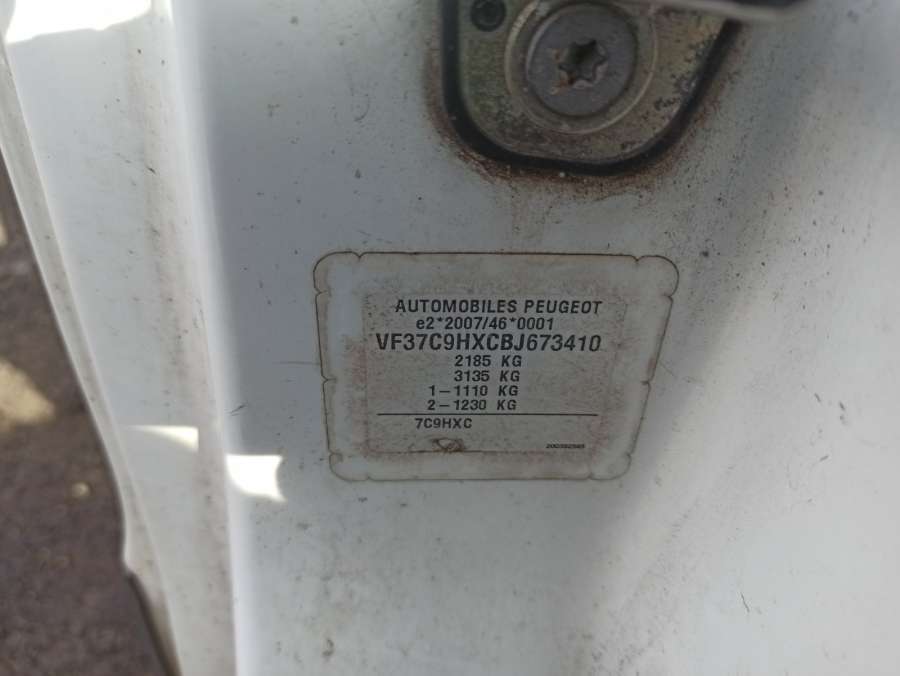 AUTOMOBILES PEUGEOT
e2*2007/46*0001
VF37C9HXCBJ673410
2185 KG
3135 KG
1-1110 KG
2-1230 KG
7C9HXC